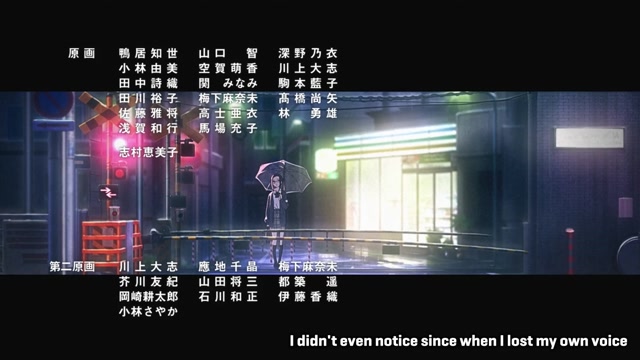 原画 鴨居知世 山口 智 深野乃衣
小林由美 空賀萌香 川上大志
田中詩織 関 みなみ 駒本藍子
田川裕子 梅下麻奈未 髙橋尚矢
佐藤雅将 高士亜衣 林 勇雄
浅賀和行 馬場充子
志村恵美子
第二原画 川上大志 應地千晶 梅下麻奈未
芥川友紀 山田将三 都築 遥
岡崎耕太郎 石川和正 伊藤香織
小林さやか
I didn't even notice since when I lost my own voice